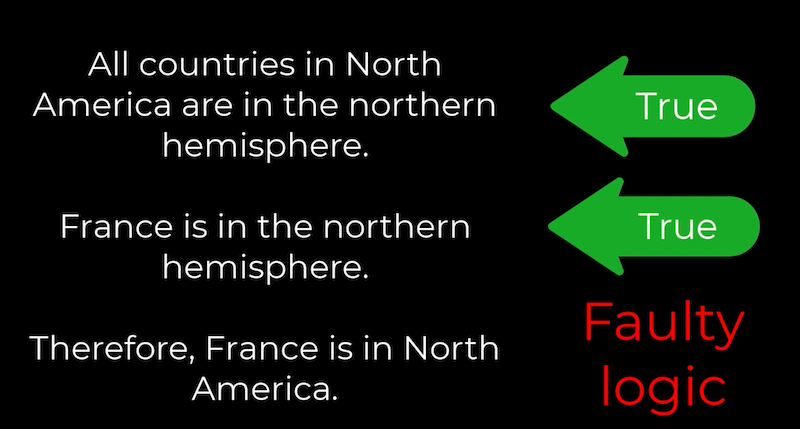 All countries in North
America are in the northern
hemisphere.
True
France is in the northern
hemisphere.
True
Therefore, France is in North
America.
Faulty
logic